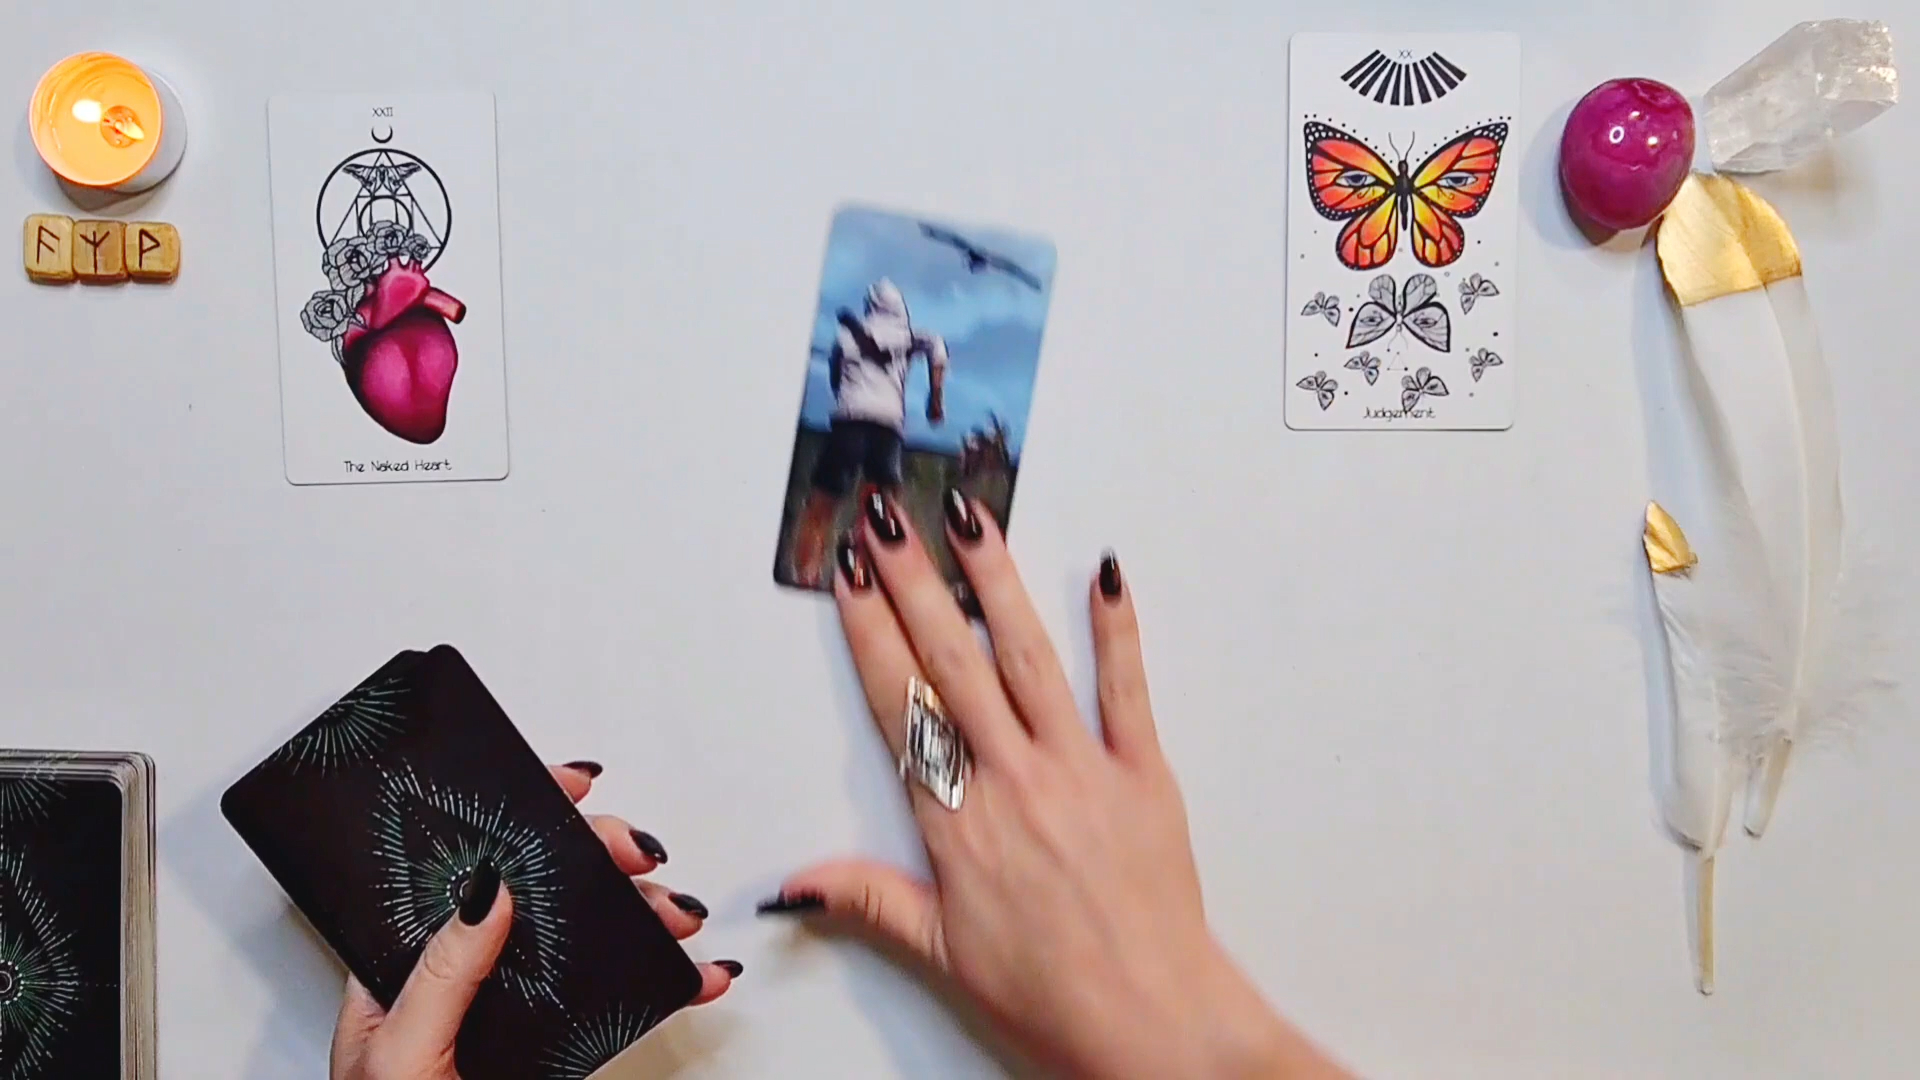 XXII
The Naked Heart
XX
Judgement
ᚨ ᛉ ᚹ